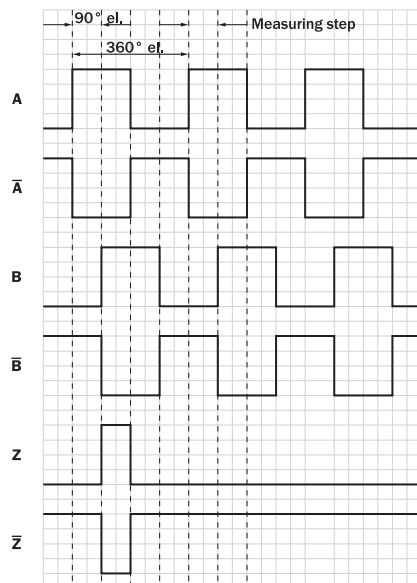 90° el. Measuring step
360° el.
A
A̅
B
B̅
Z
Z̅